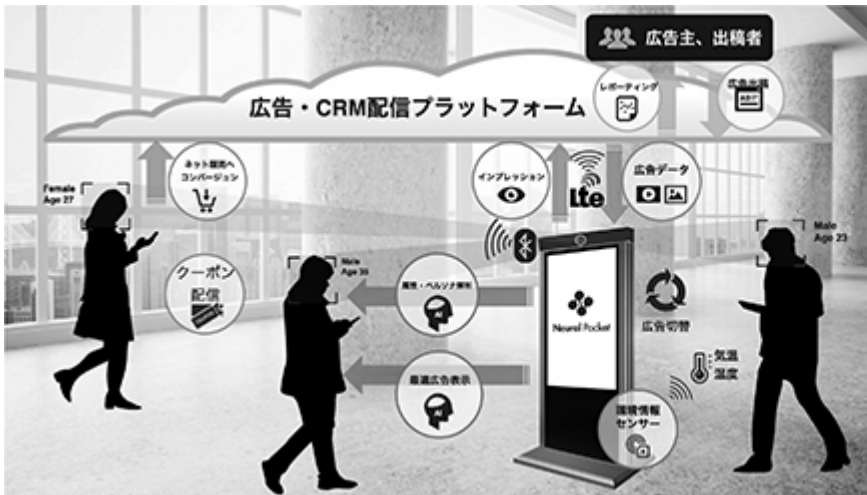 広告主、出稿者
レポーティング
広告出稿
広告・CRM配信プラットフォーム
ネット販売へ
コンバージョン
インプレッション
lte
広告データ
Female
Age 27
Male
Age 35
Male
Age 23
クーポン
配信
属性・ペルソナ解析
AI
最適広告表示
AI
Neural Pocket
広告切替
気温
湿度
環境情報
センサー